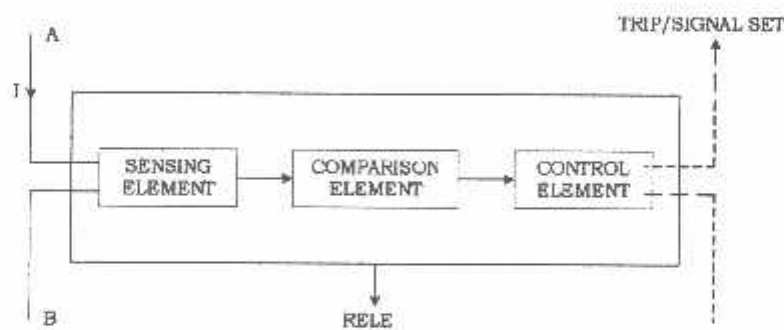 A
TRIP/SIGNAL SET
I
SENSING
ELEMENT
COMPARISON
ELEMENT
CONTROL
ELEMENT
B
RELE